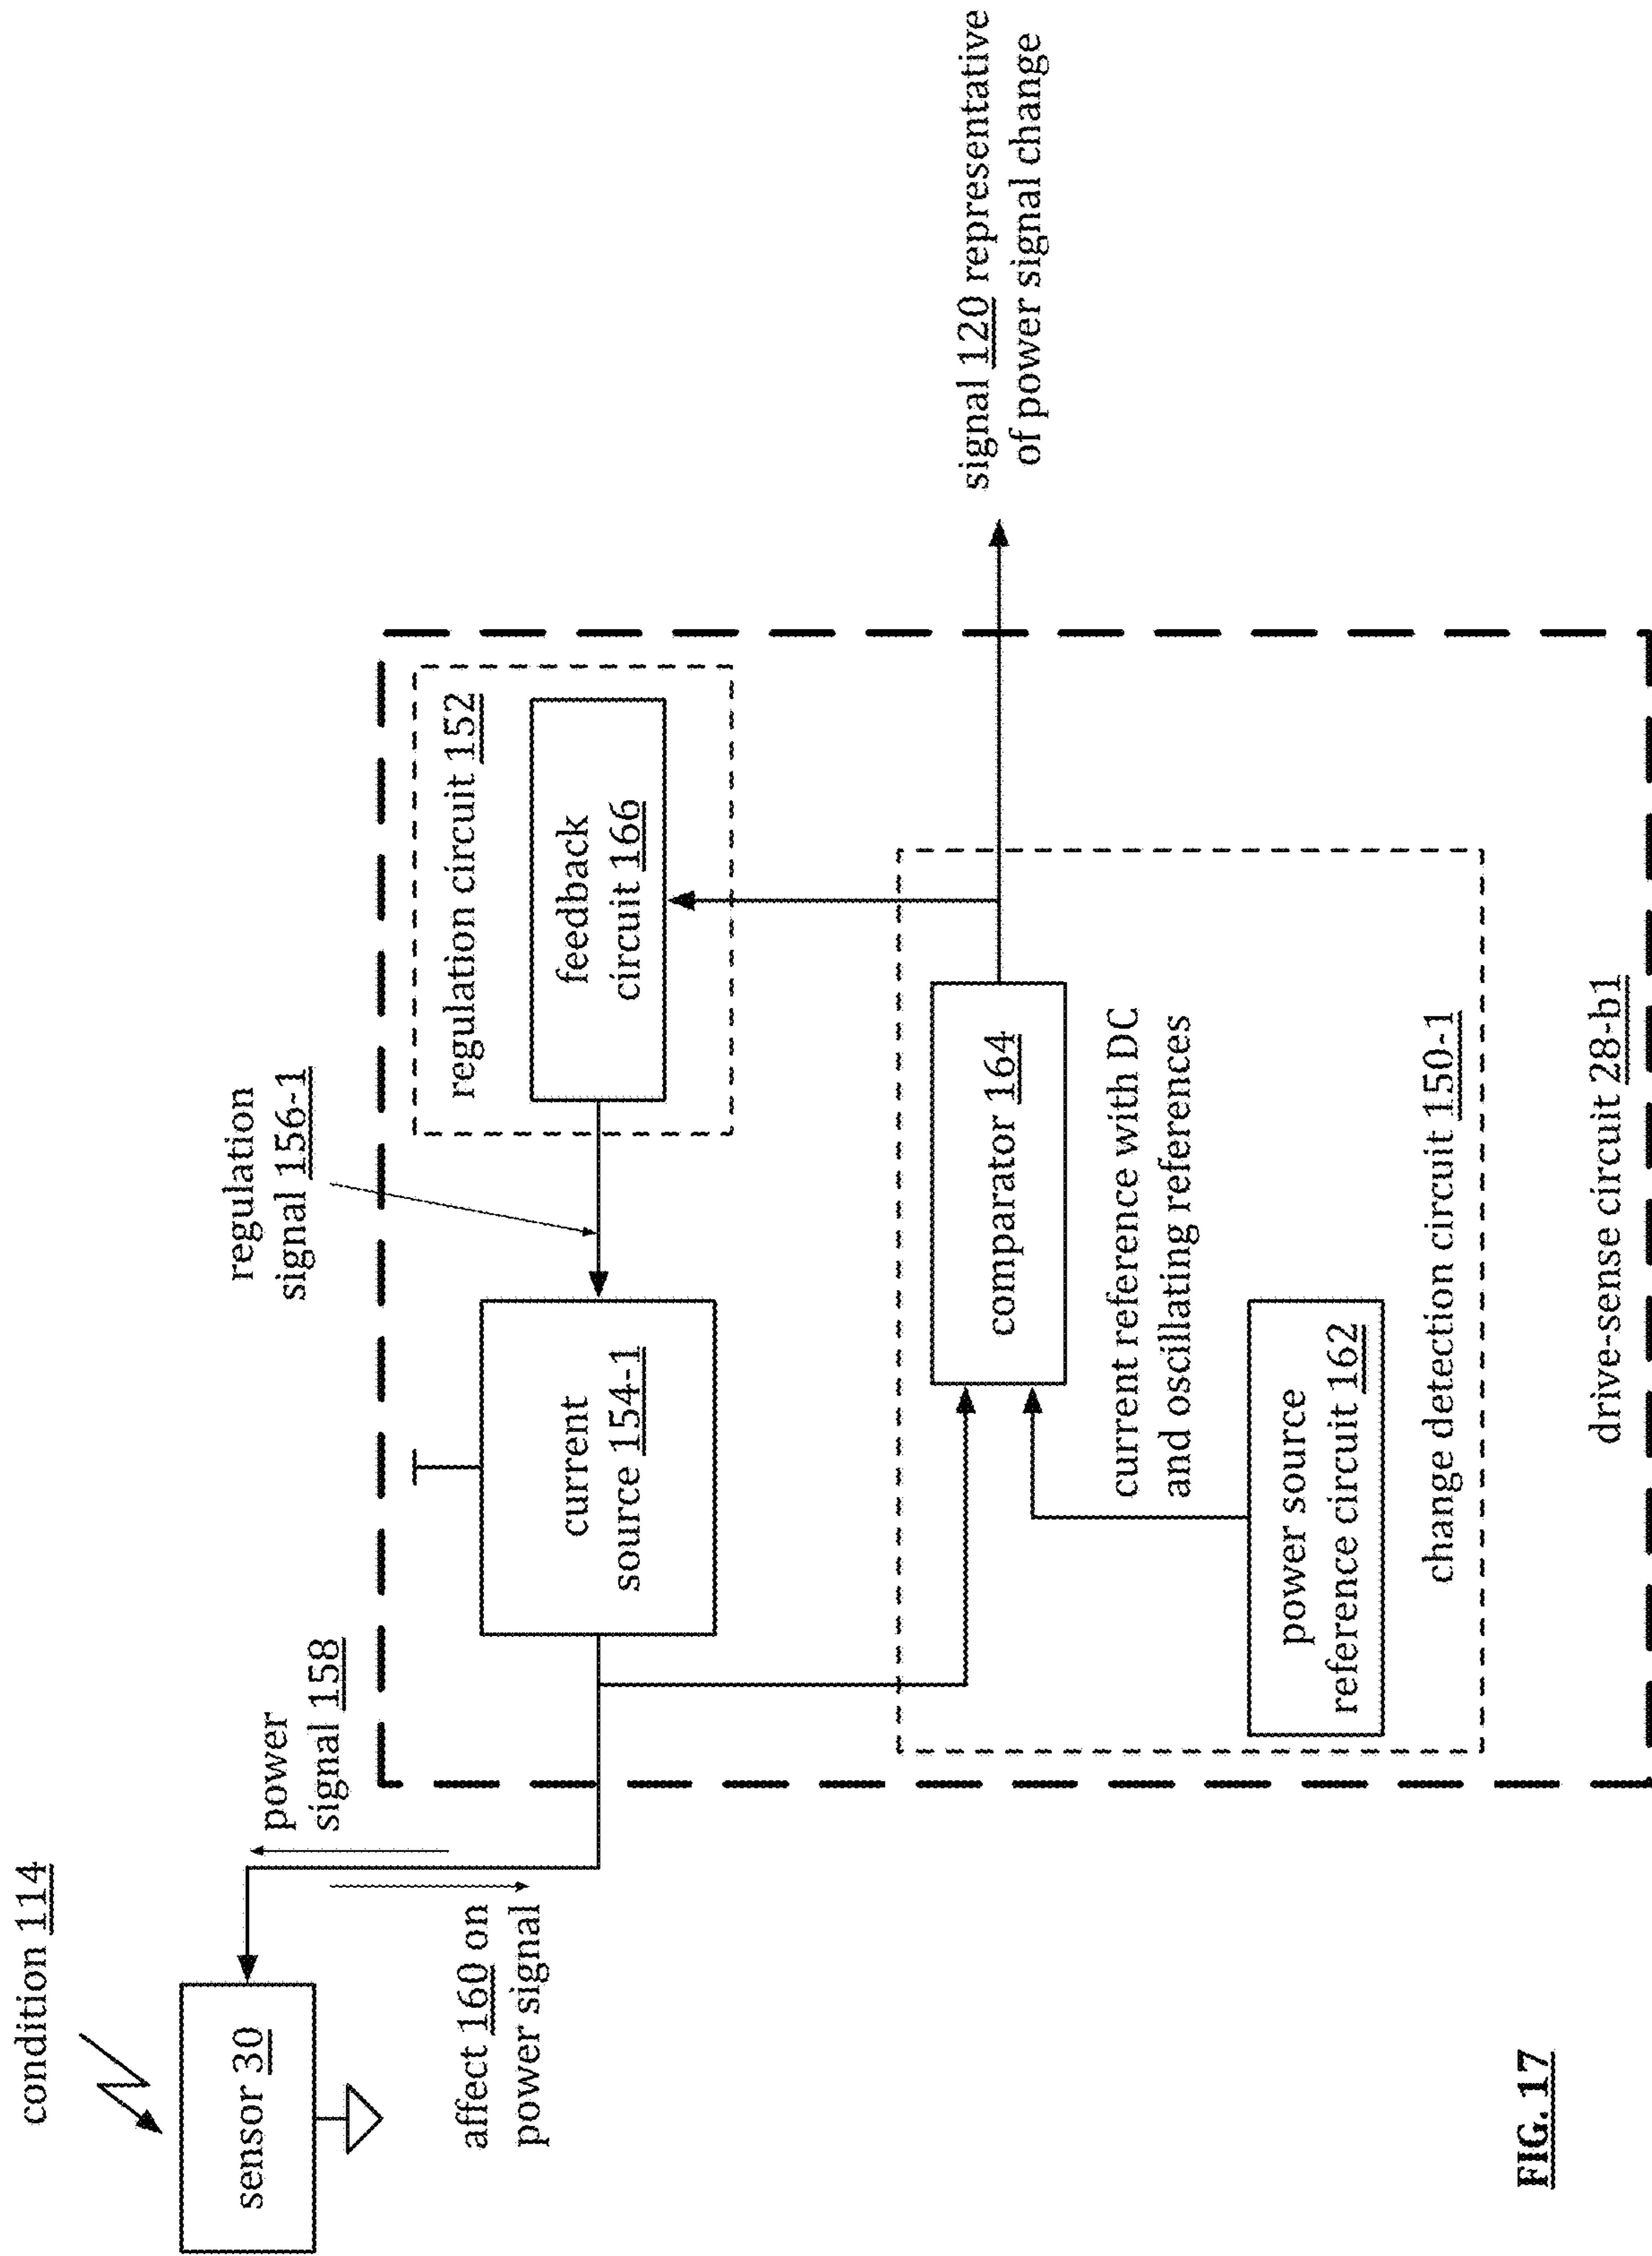 condition 114
sensor 30
power
signal 158
affect 160 on
power signal
regulation
signal 156-1
current
source 154-1
regulation circuit 152
feedback
circuit 166
comparator 164
current reference with DC
and oscillating references
power source
reference circuit 162
change detection circuit 150-1
drive-sense circuit 28-b1
signal 120 representative
of power signal change
FIG. 17